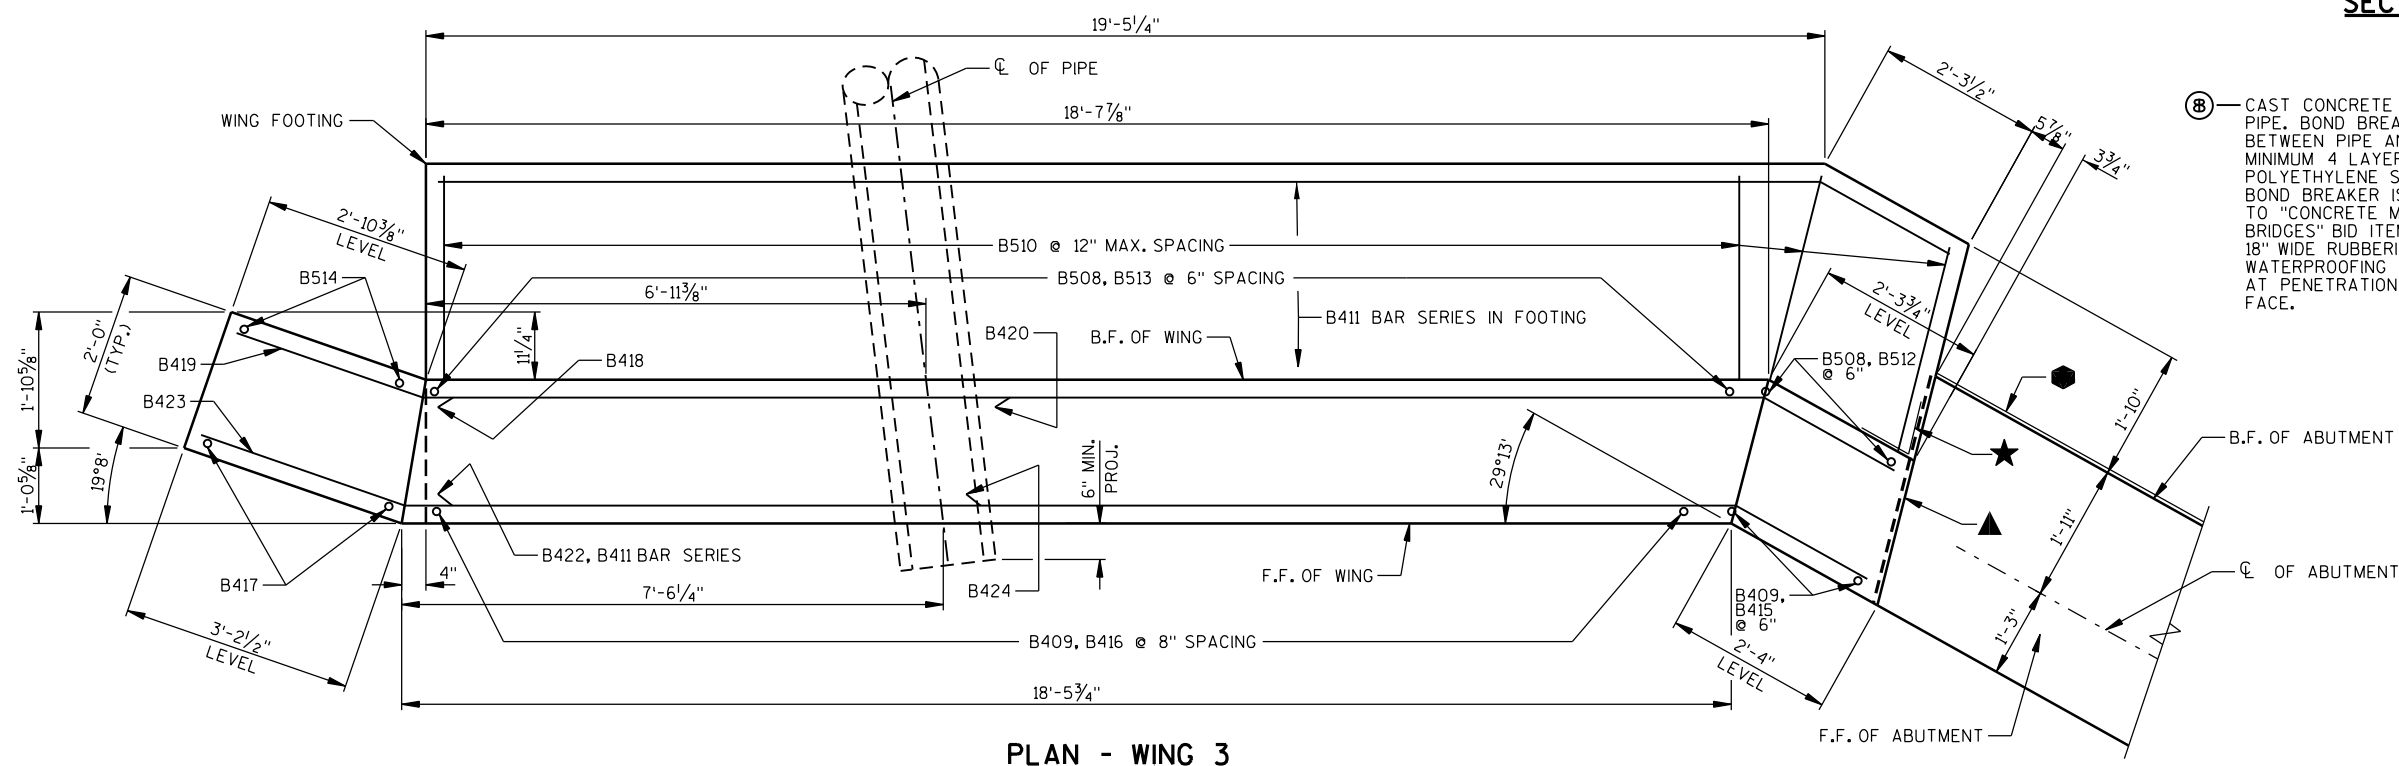 SEC
19'-5¼"
℄ OF PIPE
18'-7⅞"
WING FOOTING
2'-3½"
5⅞"
3¾"
8
CAST CONCRETE
PIPE. BOND BREA
BETWEEN PIPE AN
MINIMUM 4 LAYER
POLYETHYLENE S
BOND BREAKER IS
TO "CONCRETE M
BRIDGES" BID ITEM
18" WIDE RUBBERI
WATERPROOFING
AT PENETRATION
FACE.
2'-10⅜"
LEVEL
B510 @ 12" MAX. SPACING
B514
B508, B513 @ 6" SPACING
6'-11⅜"
2'-3¾"
LEVEL
B411 BAR SERIES IN FOOTING
B420
B.F. OF WING
2'-0"
(TYP.)
11¼"
B418
B508, B512
@ 6"
B419
1'-10⅝"
B423
1'-10"
B.F. OF ABUTMENT
19°8'
1'-0⅝"
6" MIN.
PROJ.
29°13'
1'-11"
B422, B411 BAR SERIES
4"
B417
B424
F.F. OF WING
℄ OF ABUTMENT
7'-6¼"
B409,
B415
@ 6"
1'-3"
3'-2½"
LEVEL
B409, B416 @ 8" SPACING
2'-4"
LEVEL
18'-5¾"
F.F. OF ABUTMENT
PLAN - WING 3